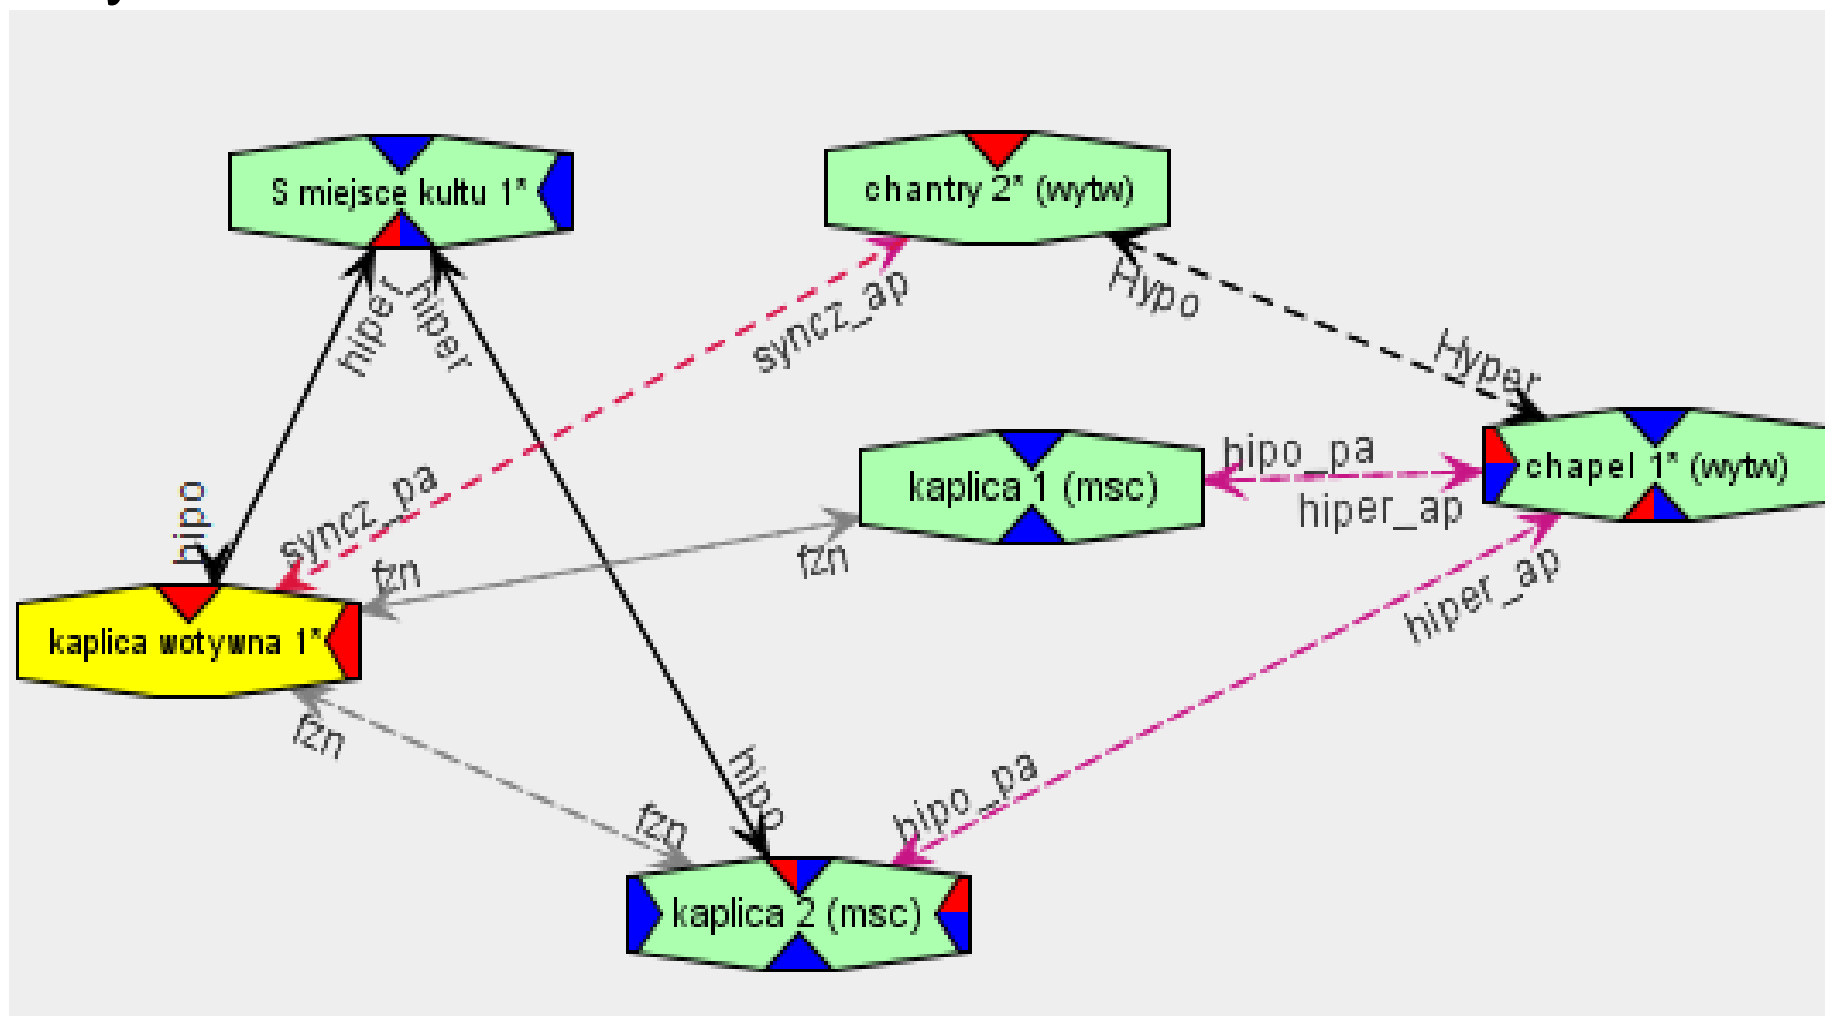 S miejsce kultu 1*
chantry 2* (wytw)
hiper
hiper
syncz_ap
Hypo
Hyper
kaplica 1 (msc)
hipo_pa
hiper_ap
chapel 1* (wytw)
hipo
syncz_pa
fzn
fzn
hiper_ap
kaplica wotywna 1*
fzn
hipo
fzn
hipo_pa
kaplica 2 (msc)